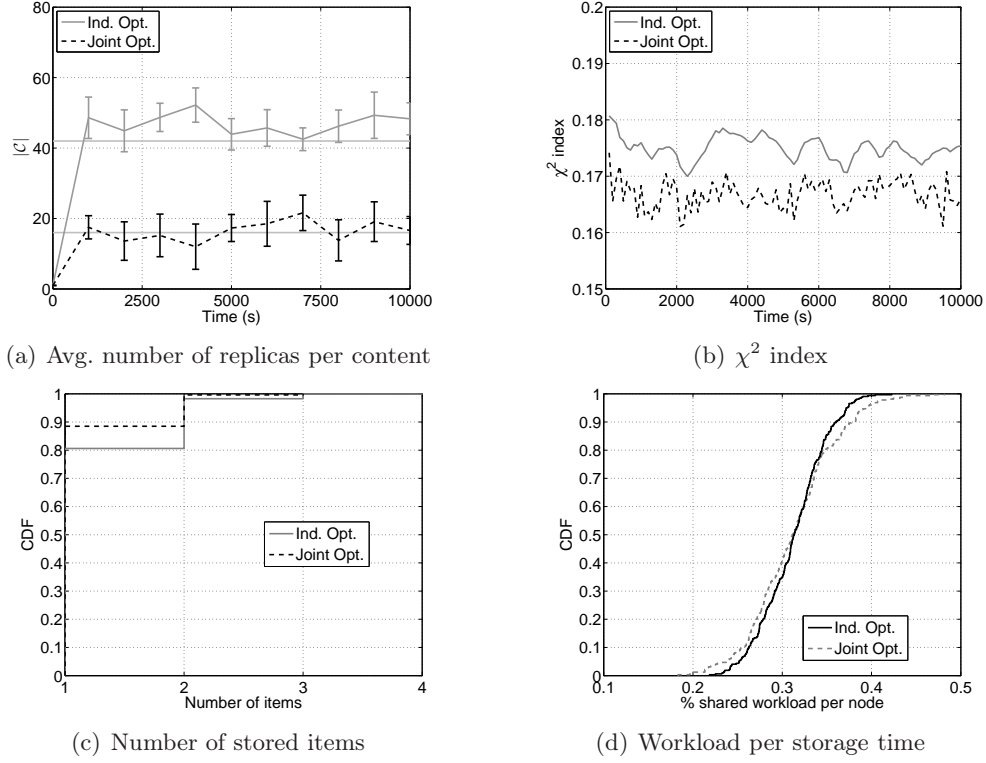 80
60
40
20
0
|𝒞|
Ind. Opt.
Joint Opt.
0 2500 5000 7500 10000
Time (s)
(a) Avg. number of replicas per content
0.2
0.19
0.18
0.17
0.16
0.15
χ² index
Ind. Opt.
Joint Opt.
0 2000 4000 6000 8000 10000
Time (s)
(b) χ² index
1
0.9
0.8
0.7
0.6
0.5
0.4
0.3
0.2
0.1
0
CDF
Ind. Opt.
Joint Opt.
1 2 3 4
Number of items
(c) Number of stored items
1
0.9
0.8
0.7
0.6
0.5
0.4
0.3
0.2
0.1
0
CDF
Ind. Opt.
Joint Opt.
0.1 0.2 0.3 0.4 0.5
% shared workload per node
(d) Workload per storage time